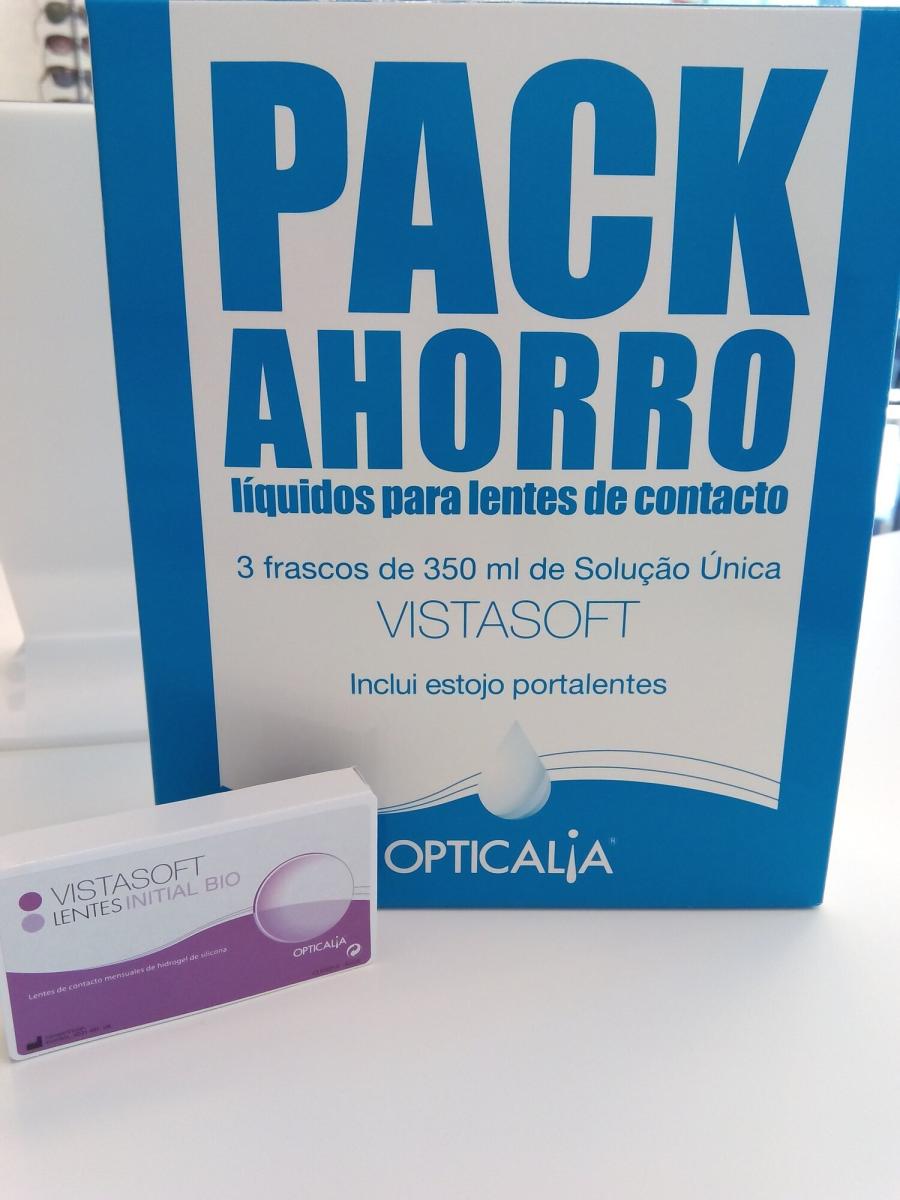 PACK
AHORRO
líquidos para lentes de contacto
3 frascos de 350 ml de Solução Única
VISTASOFT
Inclui estojo portalentes
OPTICALiA
VISTASOFT
LENTES INITIAL BIO
OPTICALiA
Lentes de contacto mensuales de hidrogel de silicona